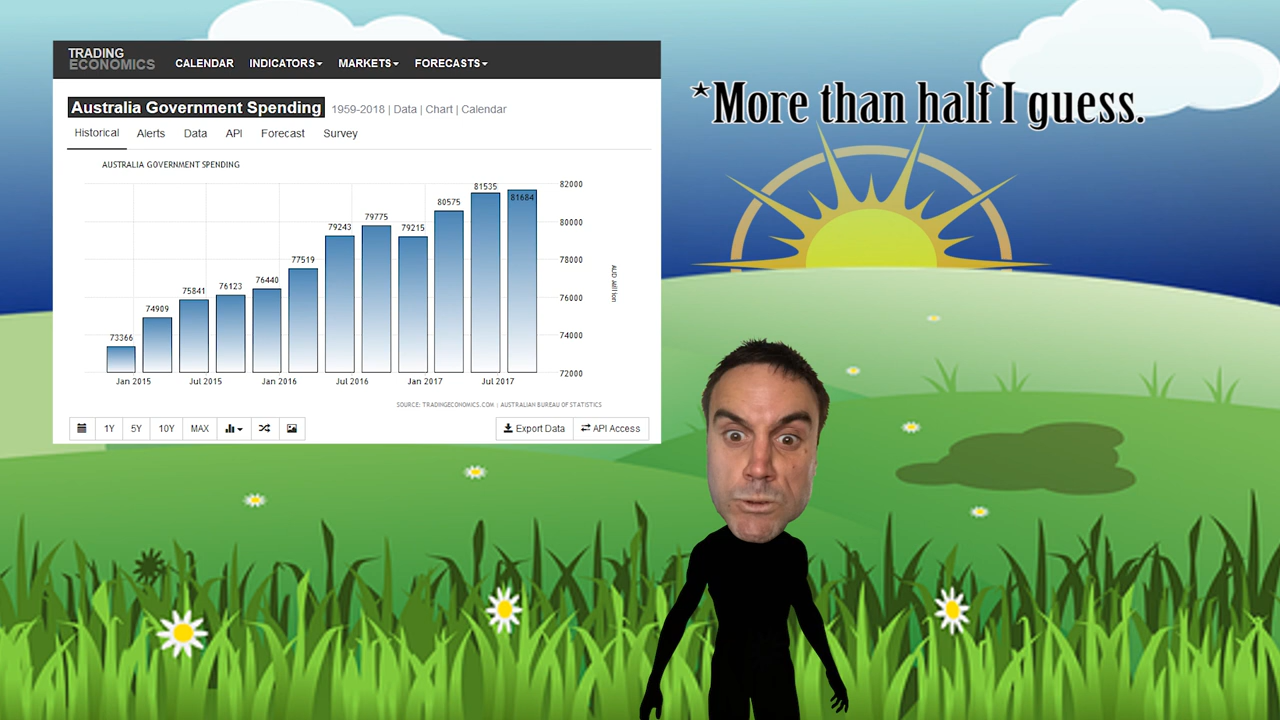 TRADING
ECONOMICS
CALENDAR INDICATORS MARKETS FORECASTS
Australia Government Spending 1959-2018 | Data | Chart | Calendar
Historical Alerts Data API Forecast Survey
AUSTRALIA GOVERNMENT SPENDING
73366
74909
75841
76123
76440
77519
79243
79775
79215
80575
81535
81684
82000
80000
78000
76000
74000
72000
AUD Million
Jan 2015 Jul 2015 Jan 2016 Jul 2016 Jan 2017 Jul 2017
SOURCE: TRADINGECONOMICS.COM | AUSTRALIAN BUREAU OF STATISTICS
1Y 5Y 10Y MAX Export Data API Access
*More than half I guess.